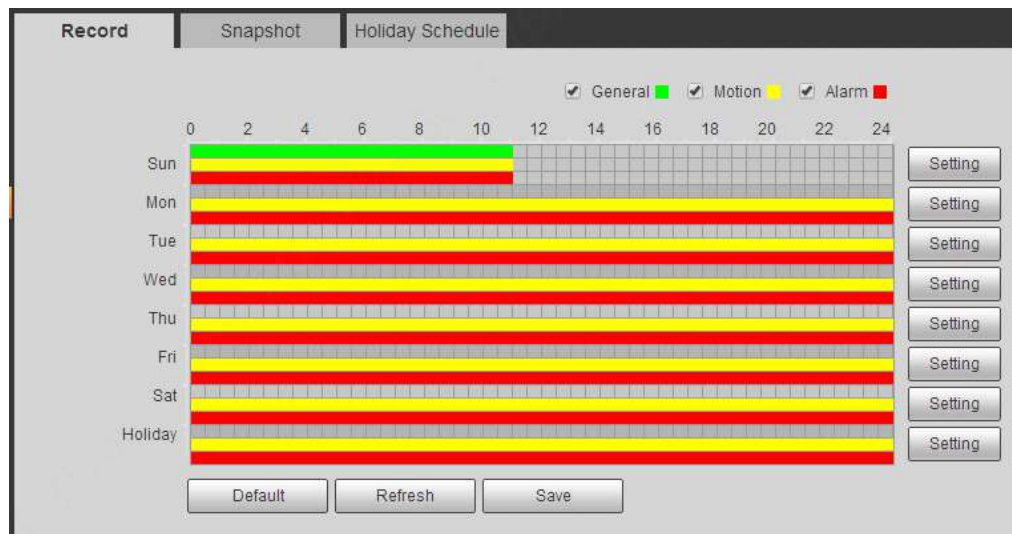 Record Snapshot Holiday Schedule
General Motion Alarm
0 2 4 6 8 10 12 14 16 18 20 22 24
Sun Setting
Mon Setting
Tue Setting
Wed Setting
Thu Setting
Fri Setting
Sat Setting
Holiday Setting
Default Refresh Save